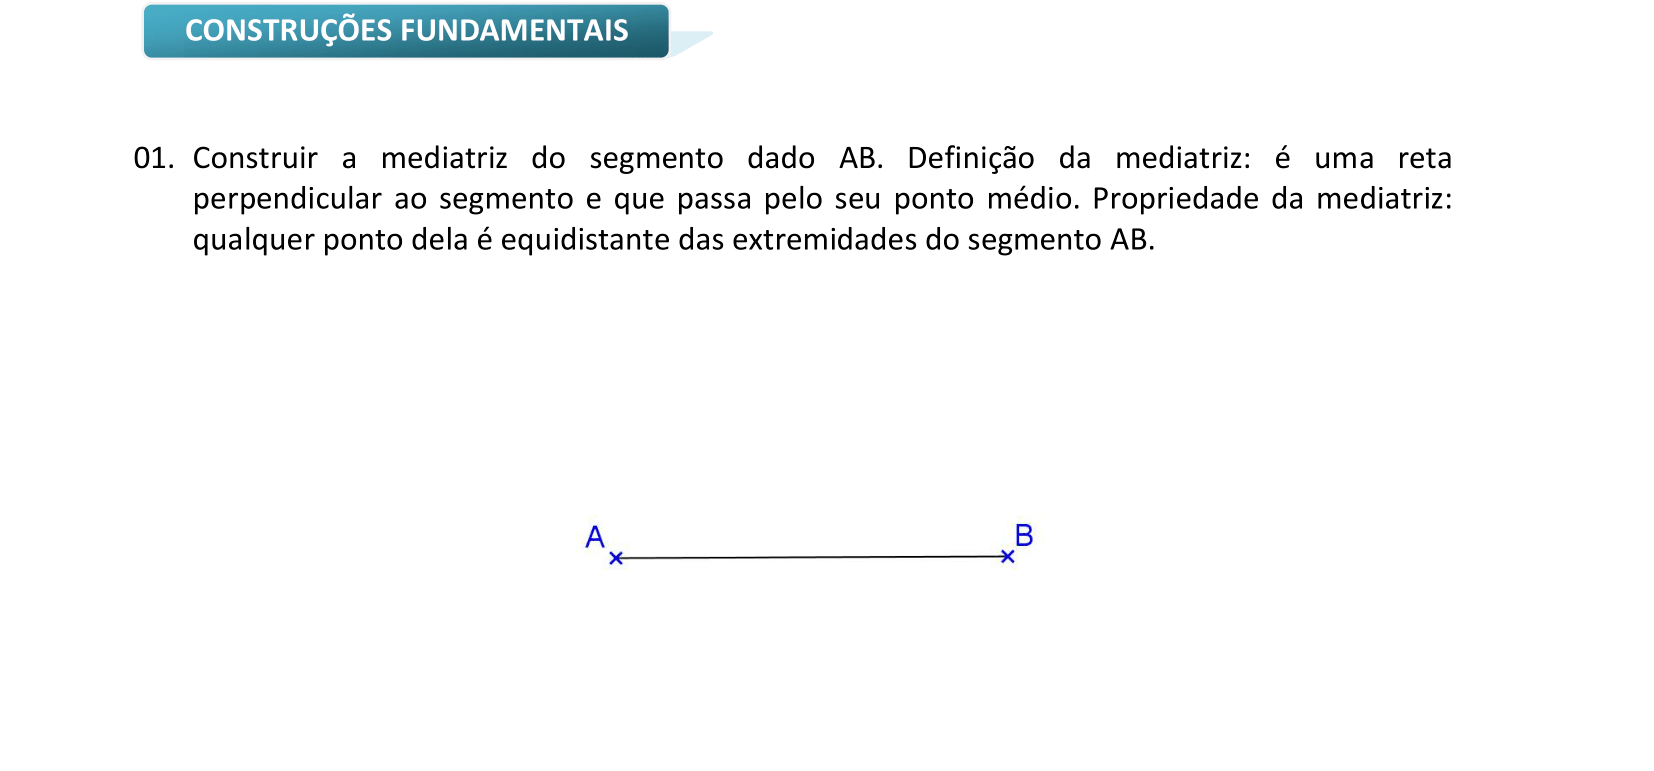 CONSTRUÇÕES FUNDAMENTAIS
01. Construir a mediatriz do segmento dado AB. Definição da mediatriz: é uma reta
perpendicular ao segmento e que passa pelo seu ponto médio. Propriedade da mediatriz:
qualquer ponto dela é equidistante das extremidades do segmento AB.
A B